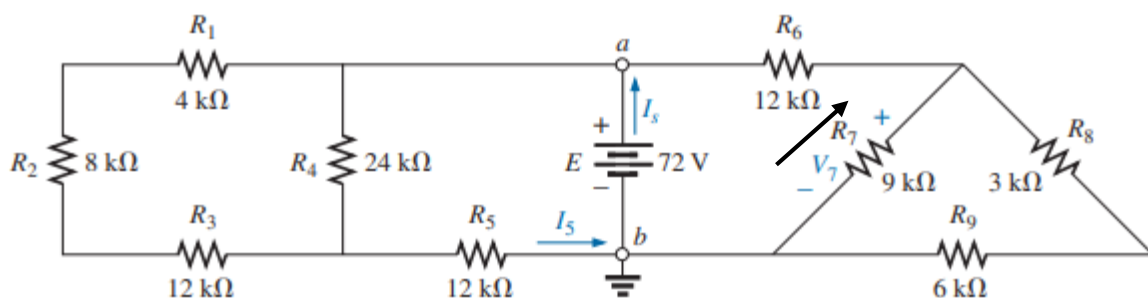 R₁
4 kΩ
R₂
8 kΩ
R₃
12 kΩ
R₄
24 kΩ
R₅
12 kΩ
I₅
a
Iₛ
+
E
72 V
−
b
R₆
12 kΩ
R₇
+
V₇
−
9 kΩ
R₈
3 kΩ
R₉
6 kΩ